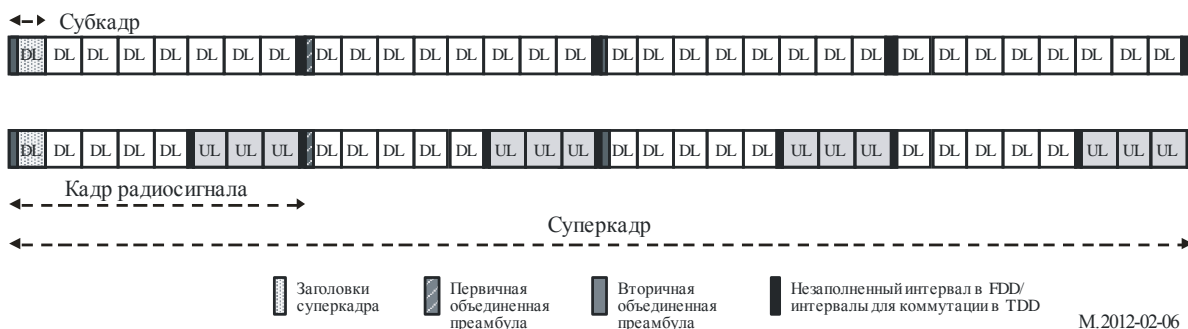 Субкадр
DL DL DL DL DL DL DL DL DL DL DL DL DL DL DL DL DL DL DL DL DL DL DL DL DL DL DL DL DL DL DL DL
DL DL DL DL DL UL UL UL DL DL DL DL DL UL UL UL DL DL DL DL DL UL UL UL DL DL DL DL DL UL UL UL
Кадр радиосигнала
Суперкадр
Заголовки
суперкадра
Первичная
объединенная
преамбула
Вторичная
объединенная
преамбула
Незаполненный интервал в FDD/
интервалы для коммутации в TDD
M.2012-02-06